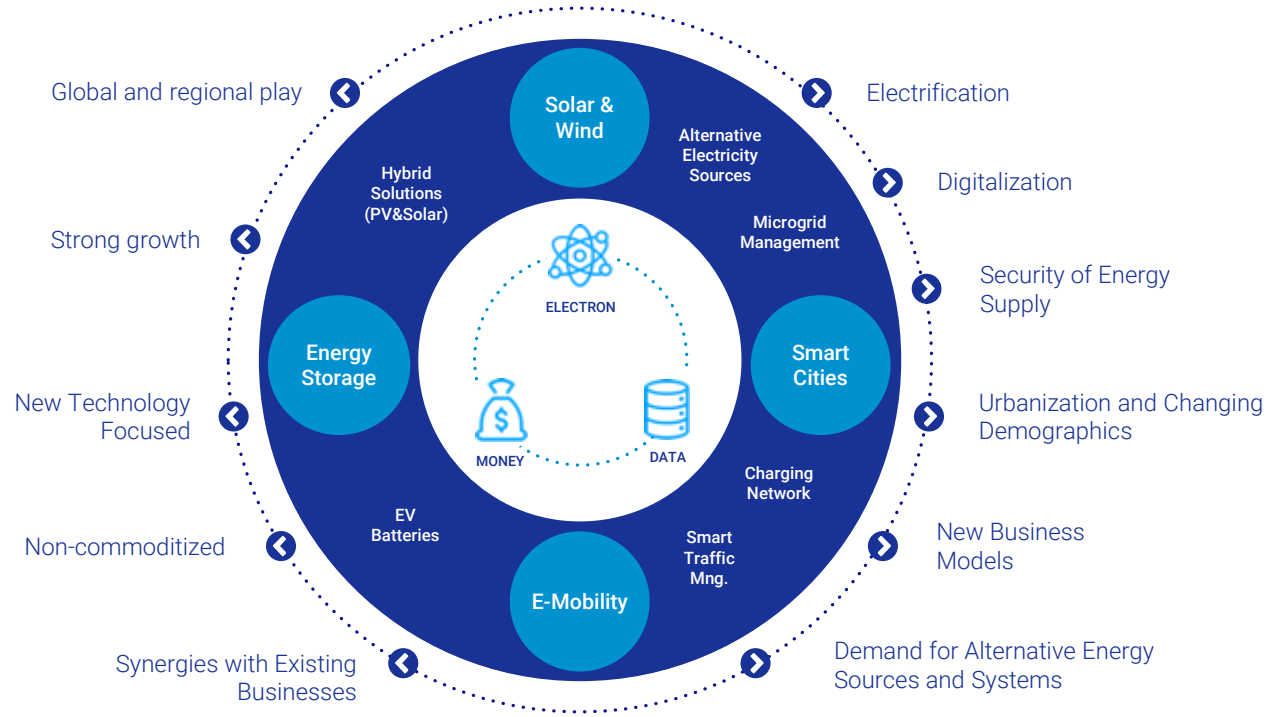 Global and regional play
Strong growth
New Technology
Focused
Non-commoditized
Synergies with Existing
Businesses
Solar &
Wind
Alternative
Electricity
Sources
Hybrid
Solutions
(PV&Solar)
Microgrid
Management
ELECTRON
Energy
Storage
Smart
Cities
MONEY
DATA
Charging
Network
EV
Batteries
Smart
Traffic
Mng.
E-Mobility
Electrification
Digitalization
Security of Energy
Supply
Urbanization and Changing
Demographics
New Business
Models
Demand for Alternative Energy
Sources and Systems